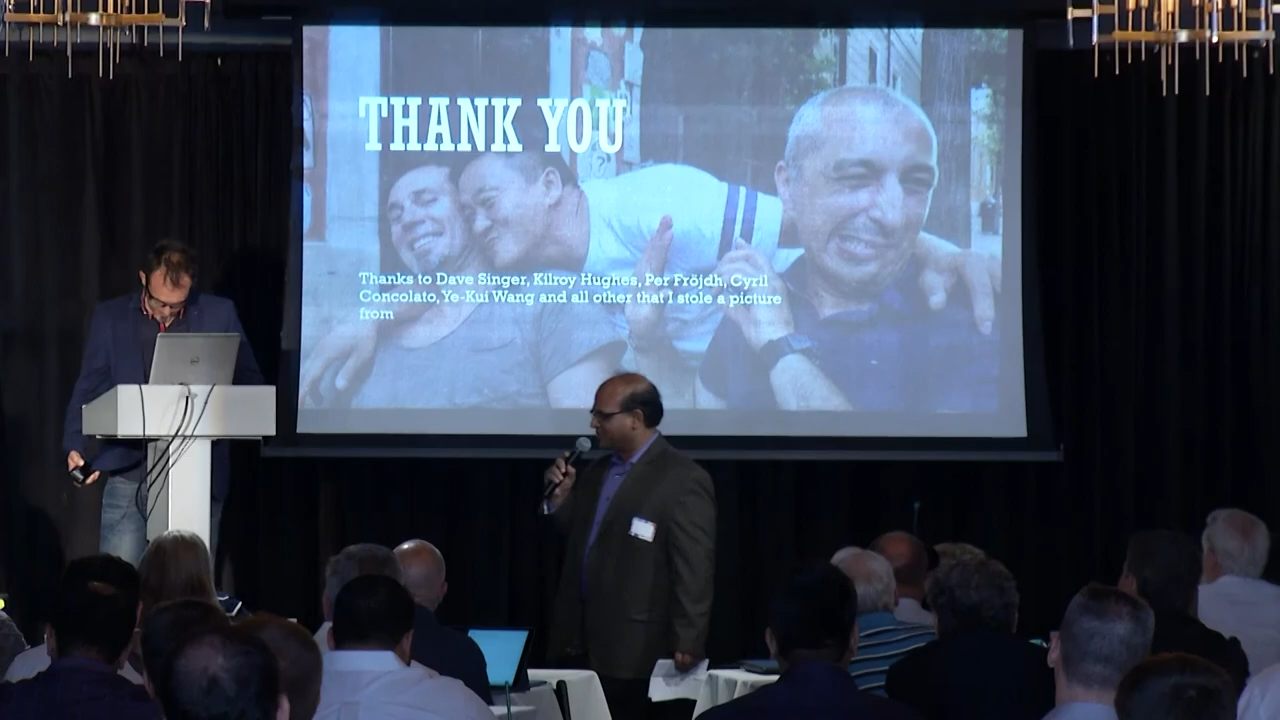 THANK YOU
Thanks to Dave Singer, Kilroy Hughes, Per Fröjdh, Cyril
Concolato, Ye-Kui Wang and all other that I stole a picture
from